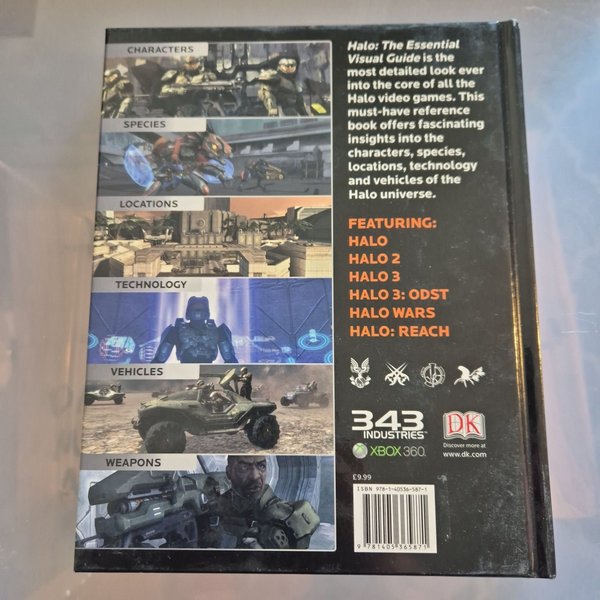 CHARACTERS
SPECIES
LOCATIONS
TECHNOLOGY
VEHICLES
WEAPONS
Halo: The Essential
Visual Guide is the
most detailed look ever
into the core of all the
Halo video games. This
must-have reference
book offers fascinating
insights into the
characters, species,
locations, technology
and vehicles of the
Halo universe.
FEATURING:
HALO
HALO 2
HALO 3
HALO 3: ODST
HALO WARS
HALO: REACH
343
INDUSTRIES™
XBOX 360.
DK
Discover more at
www.dk.com
£9.99
ISBN 978-1-40536-587-1
9 781405 365871